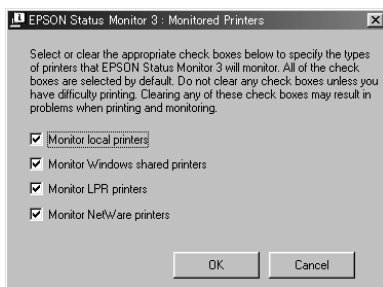 EPSON Status Monitor 3 : Monitored Printers
Select or clear the appropriate check boxes below to specify the types
of printers that EPSON Status Monitor 3 will monitor. All of the check
boxes are selected by default. Do not clear any check boxes unless you
have difficulty printing. Clearing any of these check boxes may result in
problems when printing and monitoring.
Monitor local printers
Monitor Windows shared printers
Monitor LPR printers
Monitor NetWare printers
OK
Cancel